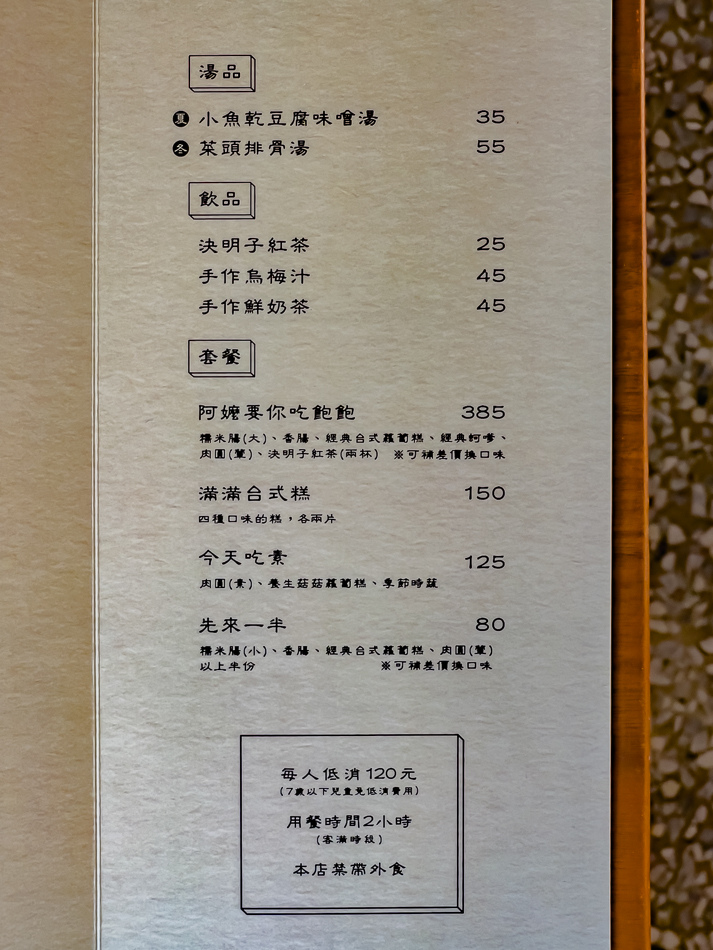 湯品
夏 小魚乾豆腐味噌湯 35
冬 菜頭排骨湯 55
飲品
決明子紅茶 25
手作烏梅汁 45
手作鮮奶茶 45
套餐
阿嬤要你吃飽飽 385
糯米腸(大)、香腸、經典台式蘿蔔糕、經典蚵嗲、
肉圓(葷)、決明子紅茶(兩杯) ※可補差價換口味
滿滿台式糕 150
四種口味的糕，各兩片
今天吃素 125
肉圓(素)、養生菇菇蘿蔔糕、季節時蔬
先來一半 80
糯米腸(小)、香腸、經典台式蘿蔔糕、肉圓(葷)
以上半份 ※可補差價換口味
每人低消120元
(7歲以下兒童免低消費用)
用餐時間2小時
(客滿時段)
本店禁帶外食